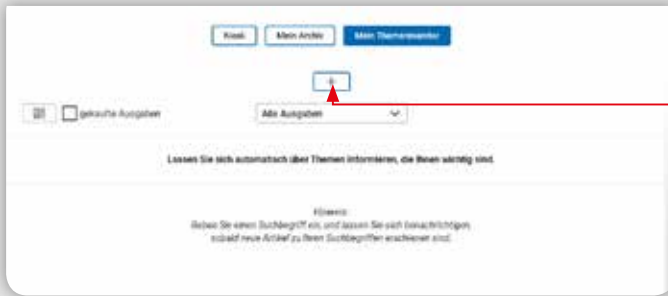 Kiosk Mein Archiv Mein Themenmonitor
+
gekaufte Ausgaben Alle Ausgaben
Lassen Sie sich automatisch über Themen informieren, die Ihnen wichtig sind.
Hinweis:
Geben Sie einen Suchbegriff ein, und lassen Sie sich benachrichtigen,
sobald neue Artikel zu Ihren Suchbegriffen erschienen sind.